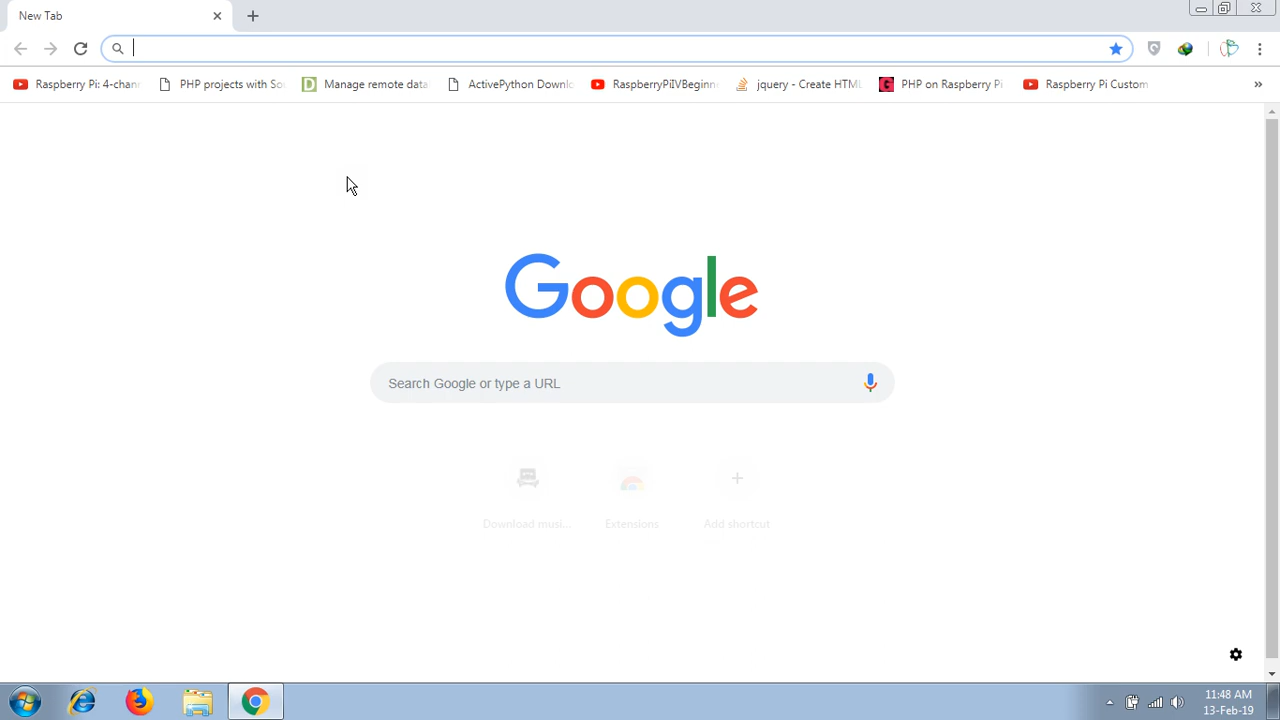 New Tab
Raspberry Pi: 4-chan
PHP projects with So
Manage remote data
ActivePython Downlo
RaspberryPiIVBeginn
jquery - Create HTML
PHP on Raspberry Pi
Raspberry Pi Custom
»
Google
Search Google or type a URL
Download musi...
Extensions
Add shortcut
11:48 AM
13-Feb-19